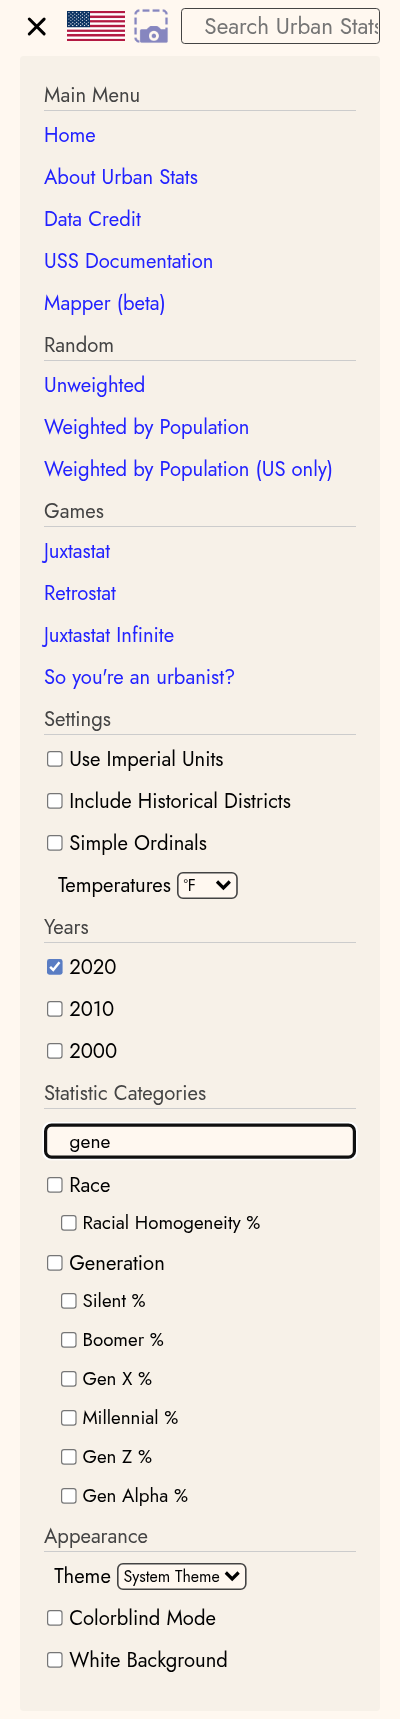 Search Urban Stats
Main Menu
Home
About Urban Stats
Data Credit
USS Documentation
Mapper (beta)
Random
Unweighted
Weighted by Population
Weighted by Population (US only)
Games
Juxtastat
Retrostat
Juxtastat Infinite
So you're an urbanist?
Settings
Use Imperial Units
Include Historical Districts
Simple Ordinals
Temperatures °F
Years
2020
2010
2000
Statistic Categories
gene
Race
Racial Homogeneity %
Generation
Silent %
Boomer %
Gen X %
Millennial %
Gen Z %
Gen Alpha %
Appearance
Theme System Theme
Colorblind Mode
White Background